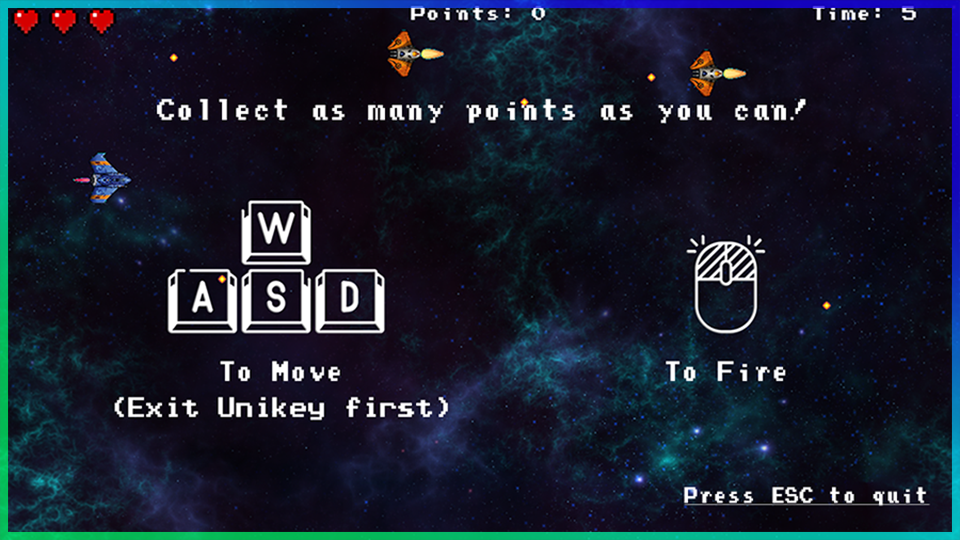 Points: 0
Time: 5
Collect as many points as you can!
W
A S D
To Move
(Exit Unikey first)
To Fire
Press ESC to quit